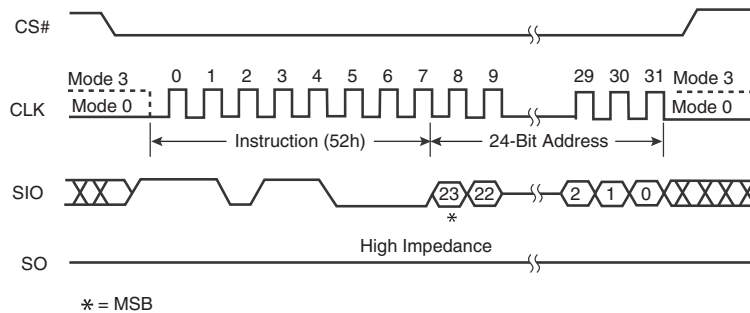 CS#
Mode 3 0 1 2 3 4 5 6 7 8 9 29 30 31 Mode 3
CLK Mode 0 Mode 0
Instruction (52h) 24-Bit Address
SIO 23 22 2 1 0
*
High Impedance
SO
* = MSB